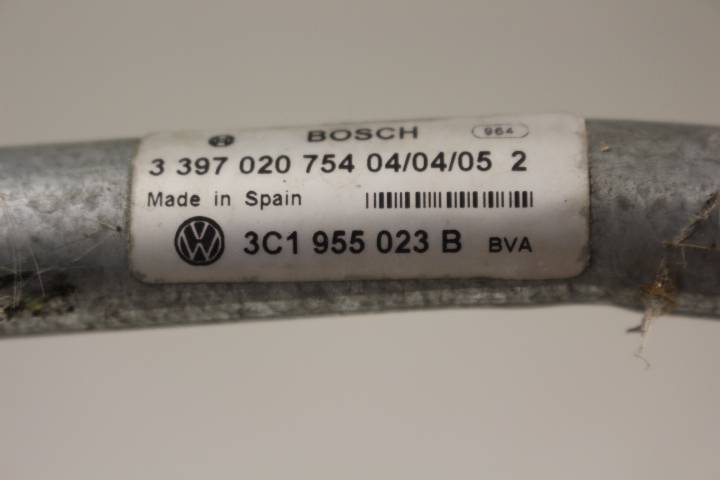 BOSCH 964
3 397 020 754 04/04/05 2
Made in Spain
3C1 955 023 B BVA